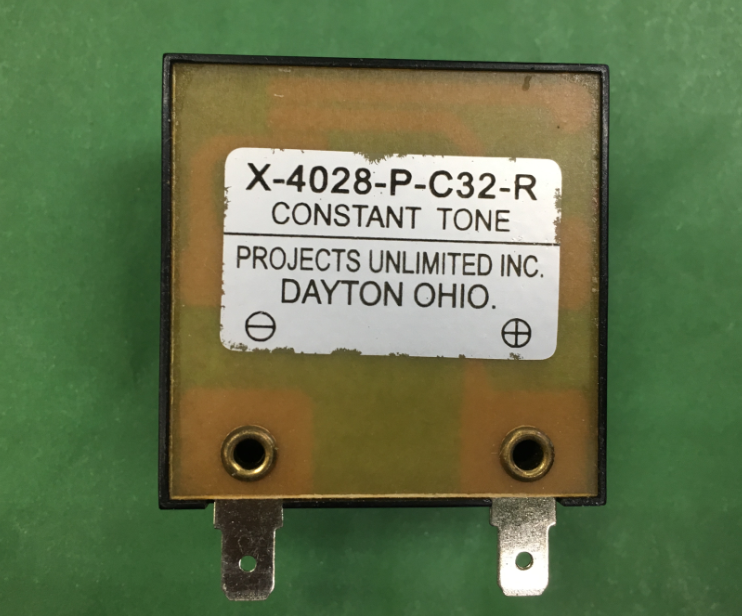 X-4028-P-C32-R
CONSTANT TONE
PROJECTS UNLIMITED INC.
DAYTON OHIO.
⊖ ⊕